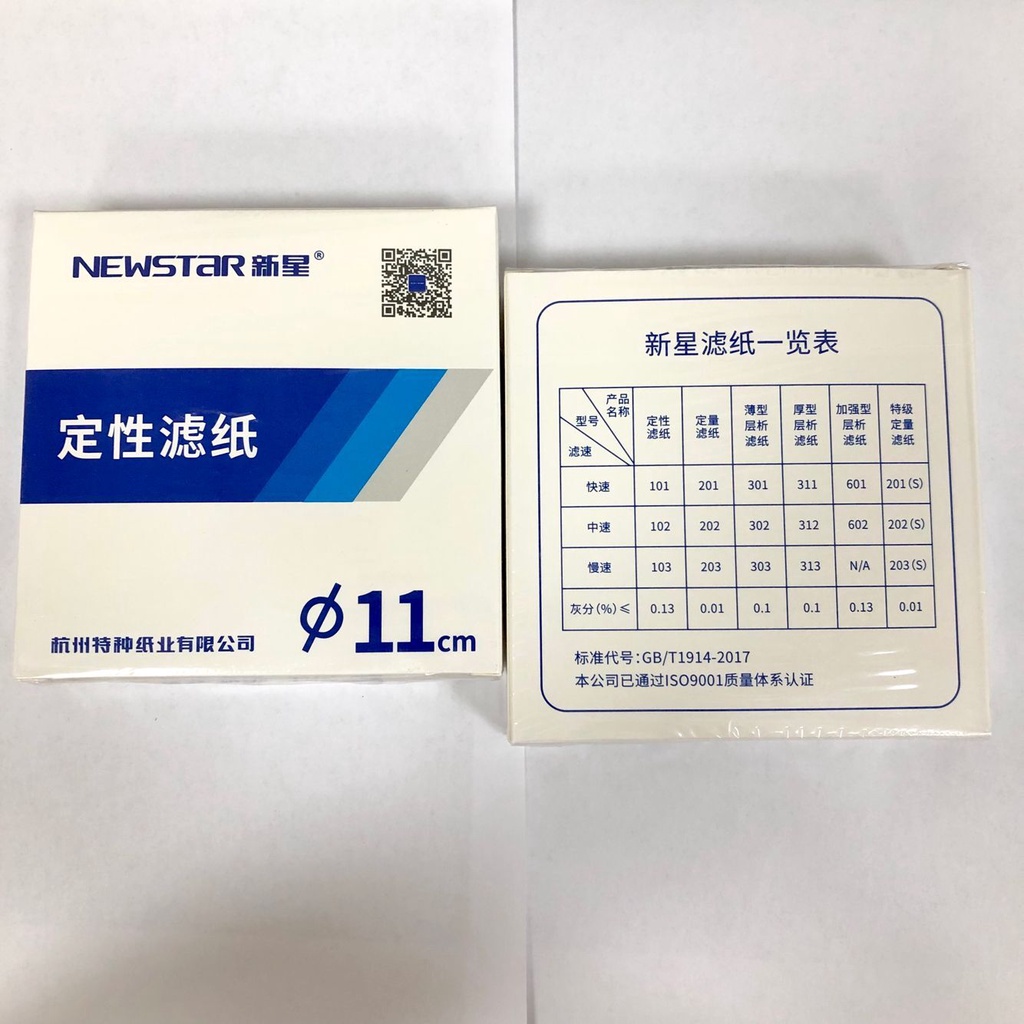 NEWSTAR新星®
定性滤纸
杭州特种纸业有限公司
φ11cm
新星滤纸一览表
产品名称 型号 滤速 定性滤纸 定量滤纸 薄型层析滤纸 厚型层析滤纸 加强型层析滤纸 特级定量滤纸
快速 101 201 301 311 601 201(S)
中速 102 202 302 312 602 202(S)
慢速 103 203 303 313 N/A 203(S)
灰分(%)≤ 0.13 0.01 0.1 0.1 0.13 0.01
标准代号:GB/T1914-2017
本公司已通过ISO9001质量体系认证